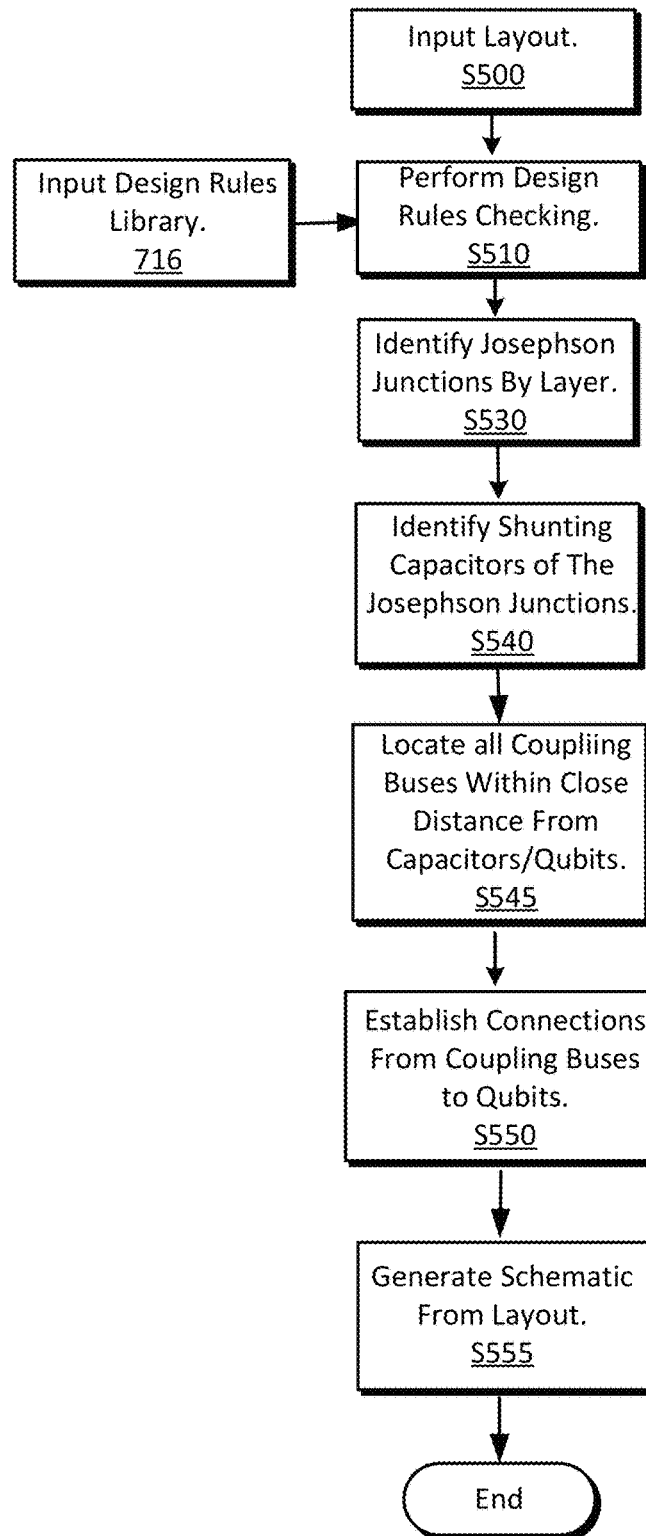 Input Layout.
S500
Input Design Rules
Library.
716
Perform Design
Rules Checking.
S510
Identify Josephson
Junctions By Layer.
S530
Identify Shunting
Capacitors of The
Josephson Junctions.
S540
Locate all Coupliing
Buses Within Close
Distance From
Capacitors/Qubits.
S545
Establish Connections
From Coupling Buses
to Qubits.
S550
Generate Schematic
From Layout.
S555
End